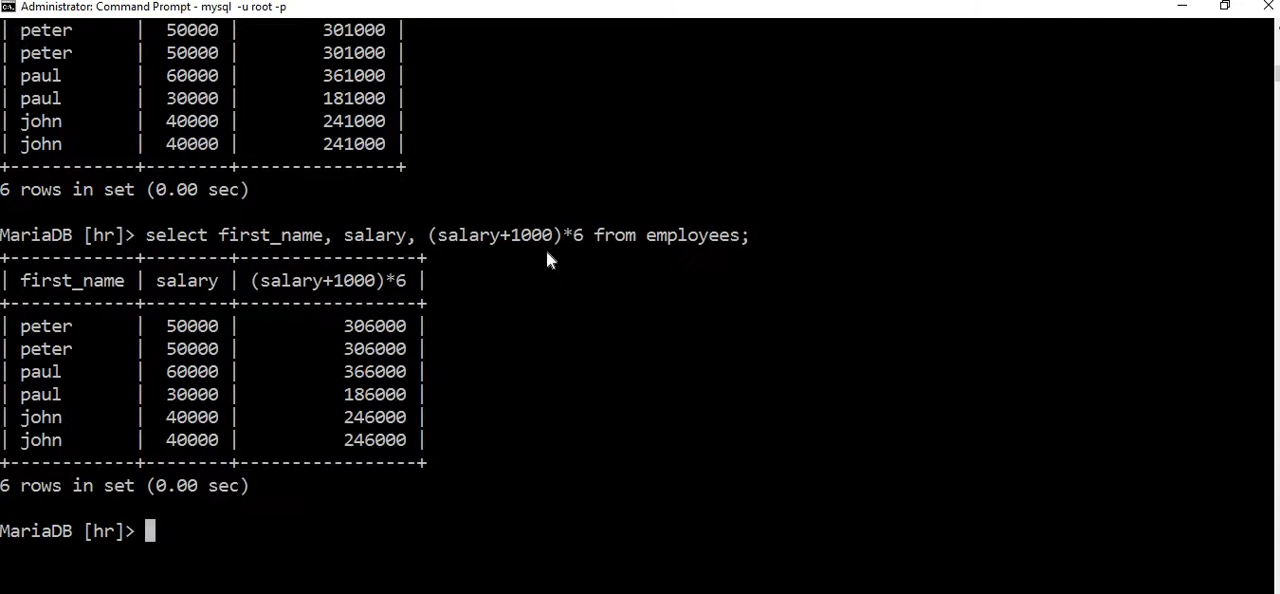 Administrator: Command Prompt - mysql -u root -p
| peter      |  50000 |        301000 |
| peter      |  50000 |        301000 |
| paul       |  60000 |        361000 |
| paul       |  30000 |        181000 |
| john       |  40000 |        241000 |
| john       |  40000 |        241000 |
+------------+--------+---------------+
6 rows in set (0.00 sec)
MariaDB [hr]> select first_name, salary, (salary+1000)*6 from employees;
+------------+--------+-----------------+
| first_name | salary | (salary+1000)*6 |
+------------+--------+-----------------+
| peter      |  50000 |          306000 |
| peter      |  50000 |          306000 |
| paul       |  60000 |          366000 |
| paul       |  30000 |          186000 |
| john       |  40000 |          246000 |
| john       |  40000 |          246000 |
+------------+--------+-----------------+
6 rows in set (0.00 sec)
MariaDB [hr]>